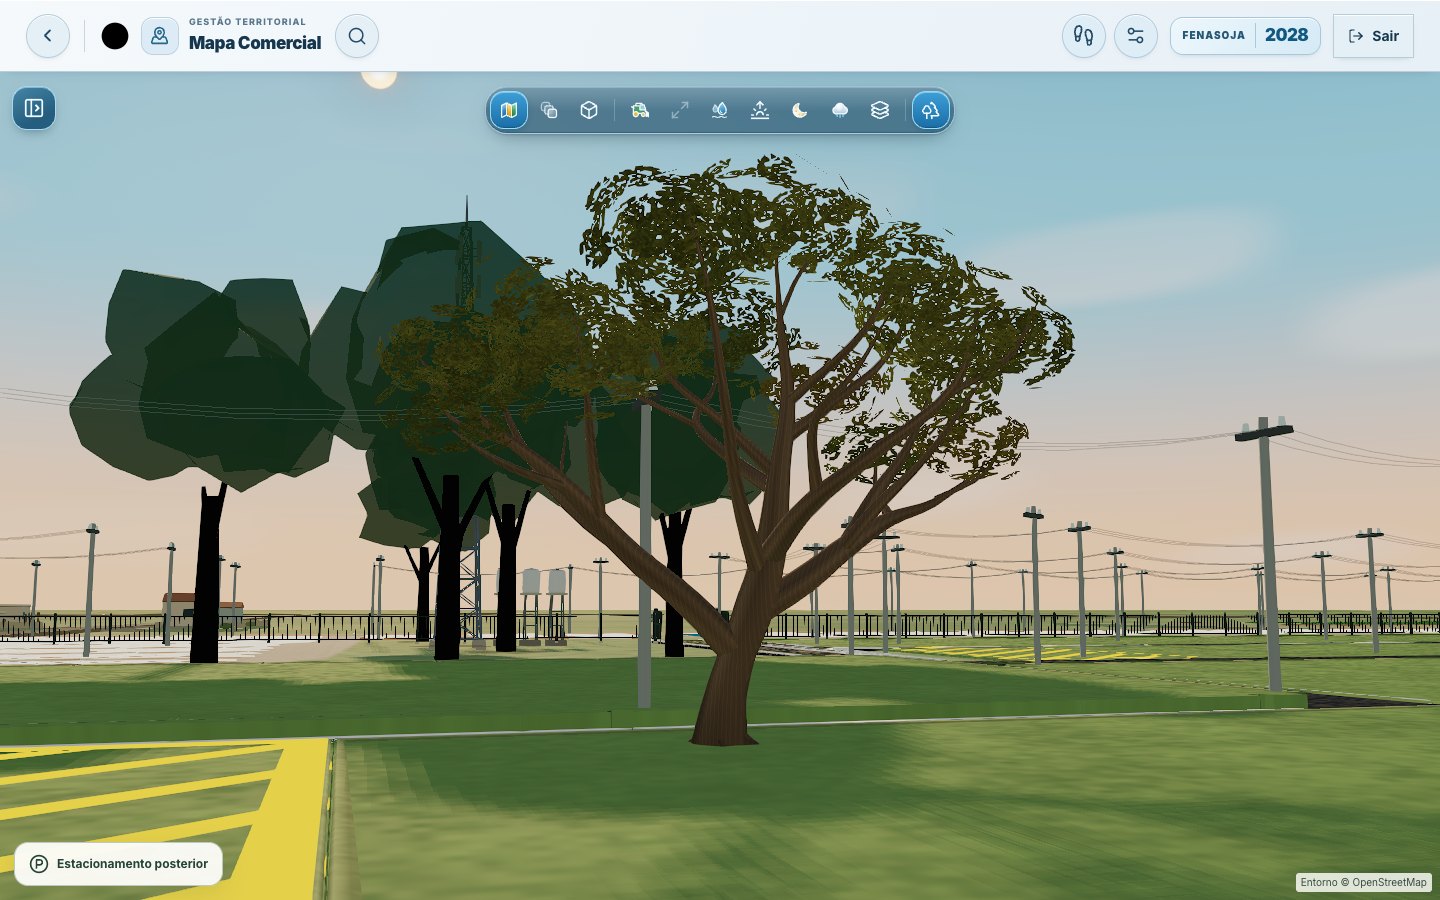 GESTÃO TERRITORIAL
Mapa Comercial
FENASOJA 2028
Sair
Estacionamento posterior
Entorno © OpenStreetMap